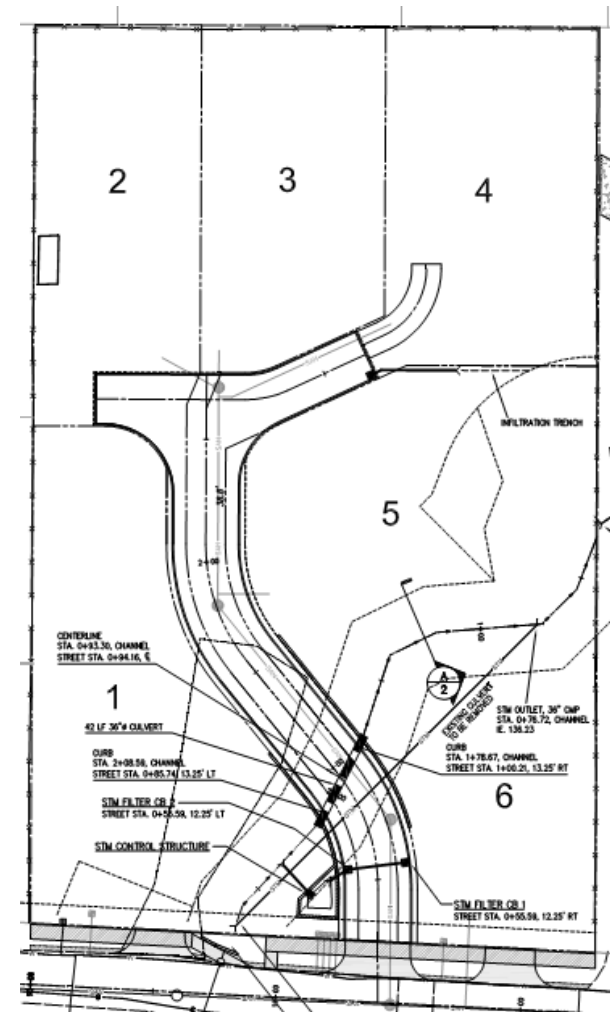 2
3
4
INFILTRATION TRENCH
38.8'
5
2+00
CENTERLINE
STA. 0+93.30, CHANNEL
STREET STA. 0+94.16, ℄
1
A
2
EXISTING CULVERT
TO BE REMOVED
STM OUTLET, 36" CMP
STA. 0+76.72, CHANNEL
IE. 136.23
42 LF 36"ø CULVERT
CURB
STA. 2+08.59, CHANNEL
STREET STA. 0+85.74, 13.25' LT
CURB
STA. 1+78.67, CHANNEL
STREET STA. 1+00.21, 13.25' RT
6
STM FILTER CB 2
STREET STA. 0+55.59, 12.25' LT
STM CONTROL STRUCTURE
STM FILTER CB 1
STREET STA. 0+55.59, 12.25' RT
S
S
S